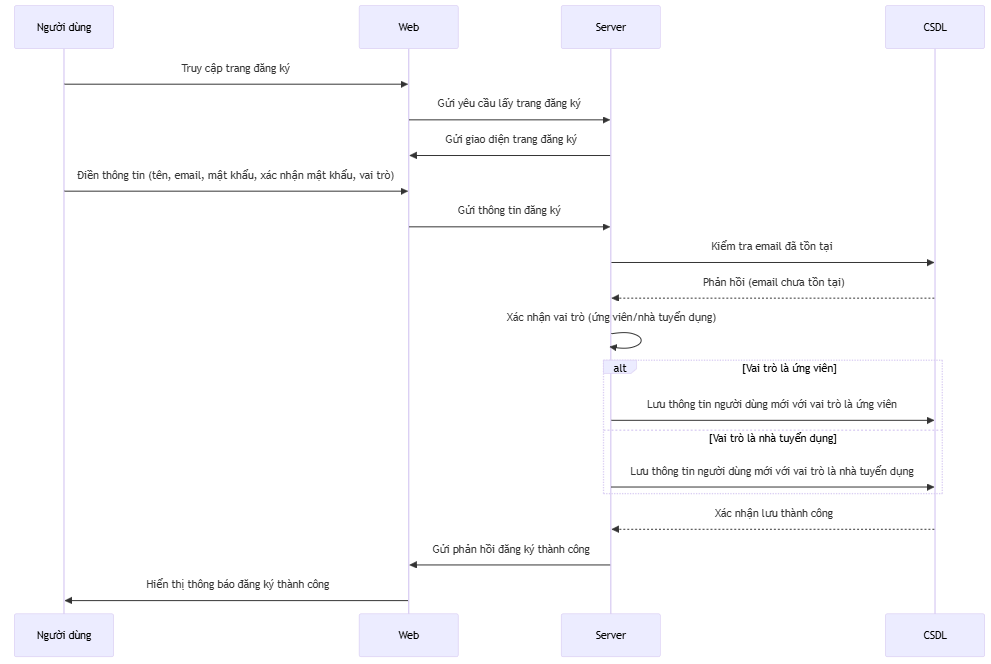 Người dùng
Web
Server
CSDL
Truy cập trang đăng ký
Gửi yêu cầu lấy trang đăng ký
Gửi giao diện trang đăng ký
Điền thông tin (tên, email, mật khẩu, xác nhận mật khẩu, vai trò)
Gửi thông tin đăng ký
Kiểm tra email đã tồn tại
Phản hồi (email chưa tồn tại)
Xác nhận vai trò (ứng viên/nhà tuyển dụng)
alt
[Vai trò là ứng viên]
Lưu thông tin người dùng mới với vai trò là ứng viên
[Vai trò là nhà tuyển dụng]
Lưu thông tin người dùng mới với vai trò là nhà tuyển dụng
Xác nhận lưu thành công
Gửi phản hồi đăng ký thành công
Hiển thị thông báo đăng ký thành công
Người dùng
Web
Server
CSDL